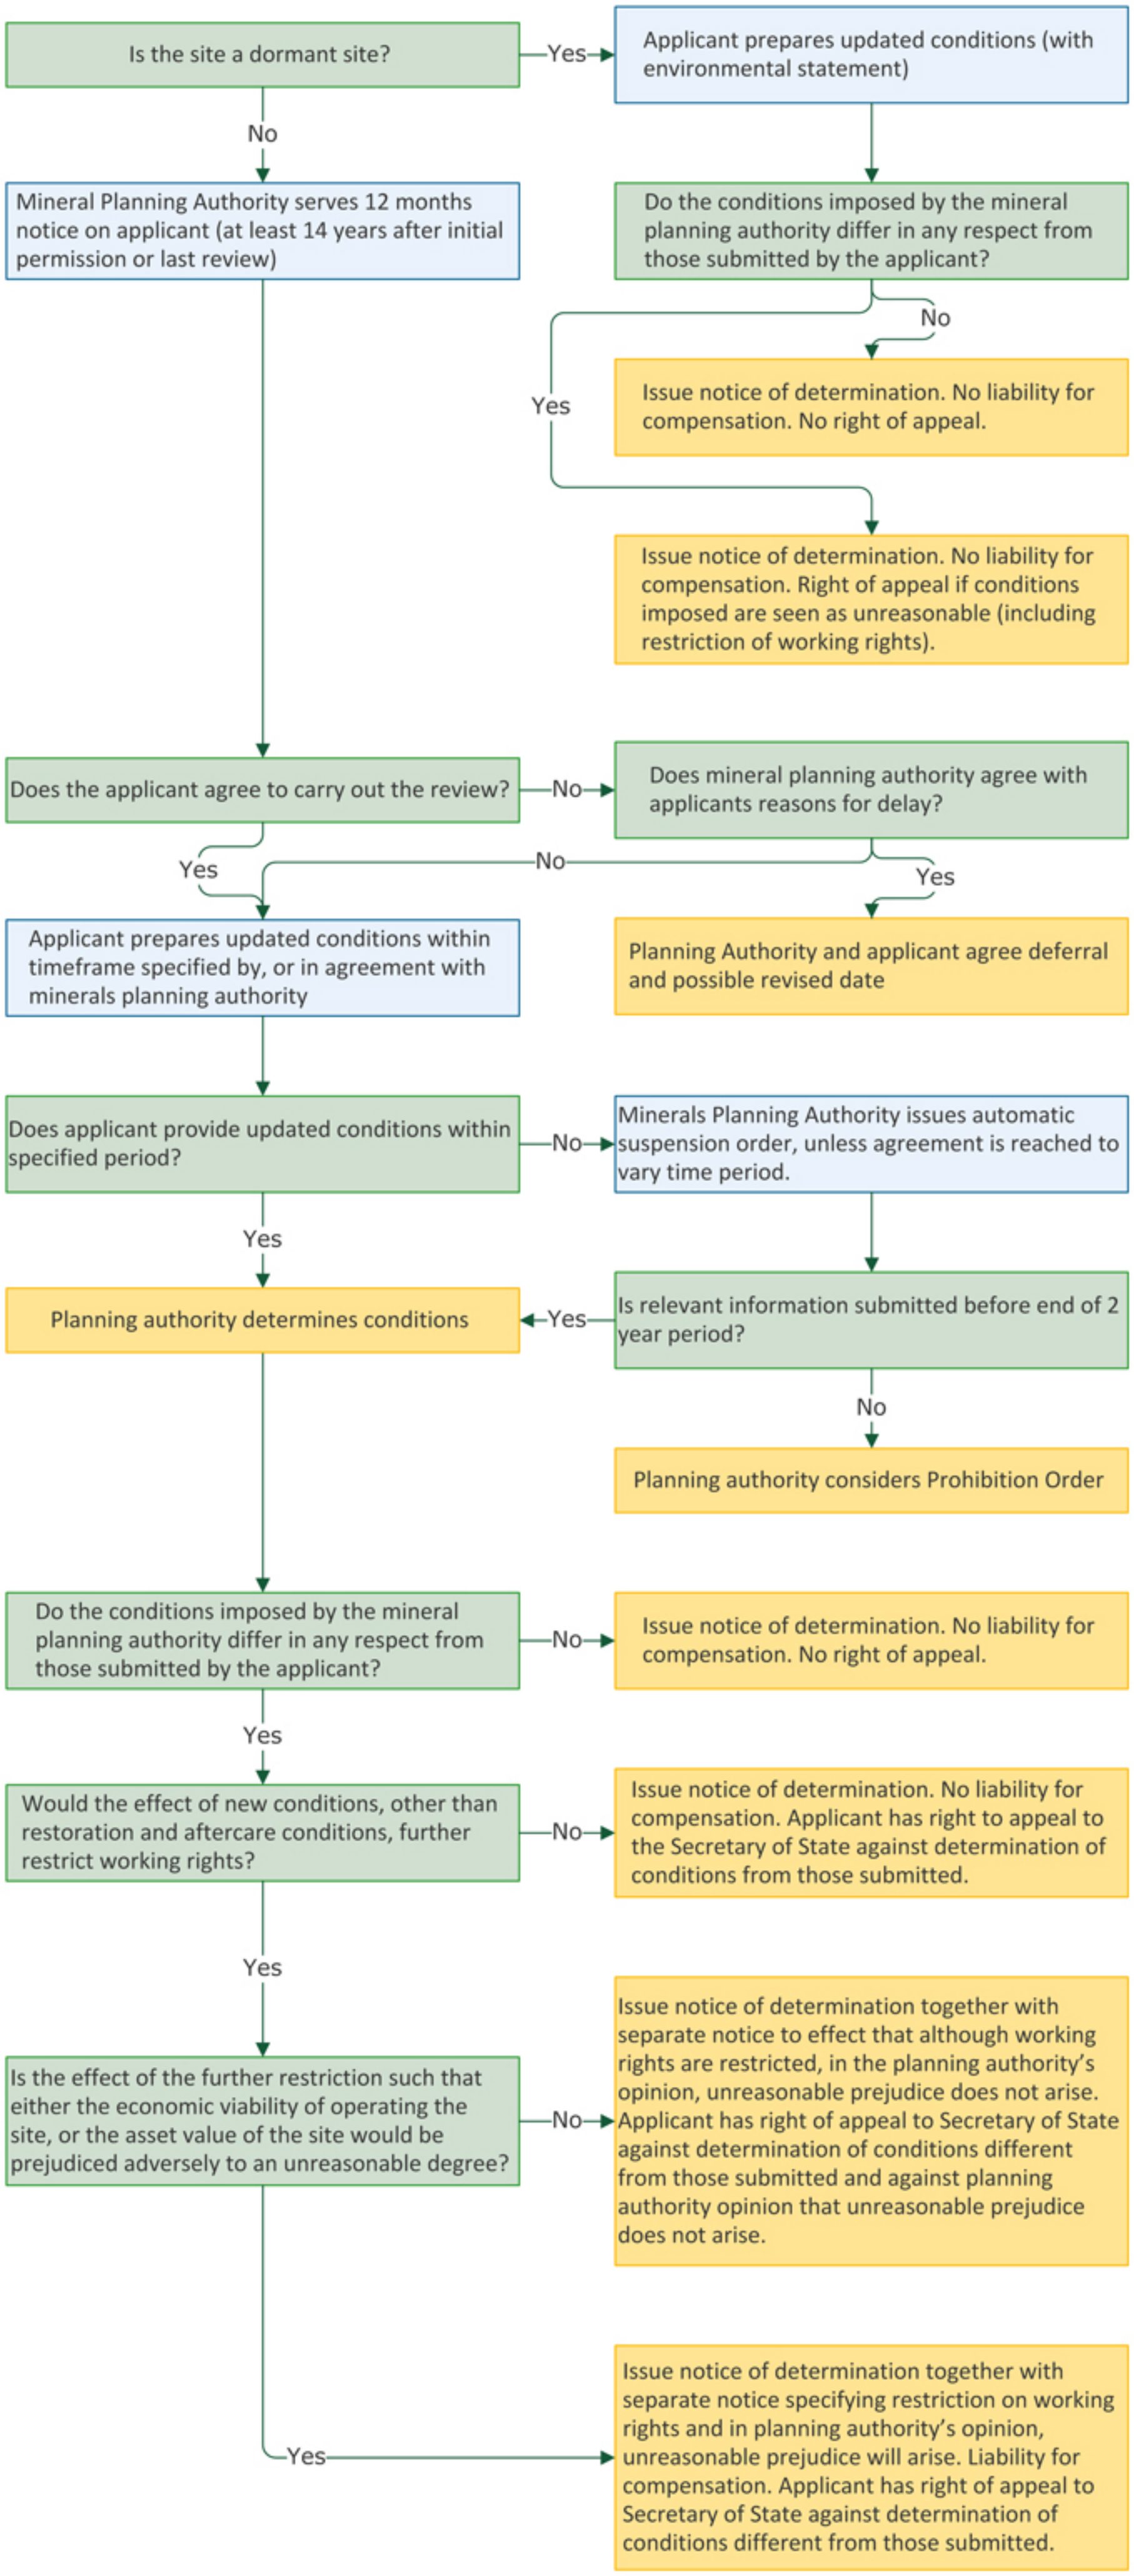 Is the site a dormant site?
Yes
Applicant prepares updated conditions (with
environmental statement)
No
Mineral Planning Authority serves 12 months
notice on applicant (at least 14 years after initial
permission or last review)
Do the conditions imposed by the mineral
planning authority differ in any respect from
those submitted by the applicant?
No
Issue notice of determination. No liability for
compensation. No right of appeal.
Yes
Issue notice of determination. No liability for
compensation. Right of appeal if conditions
imposed are seen as unreasonable (including
restriction of working rights).
Does the applicant agree to carry out the review?
No
Does mineral planning authority agree with
applicants reasons for delay?
Yes
No
Yes
Applicant prepares updated conditions within
timeframe specified by, or in agreement with
minerals planning authority
Planning Authority and applicant agree deferral
and possible revised date
Does applicant provide updated conditions within
specified period?
No
Minerals Planning Authority issues automatic
suspension order, unless agreement is reached to
vary time period.
Yes
Planning authority determines conditions
Yes
Is relevant information submitted before end of 2
year period?
No
Planning authority considers Prohibition Order
Do the conditions imposed by the mineral
planning authority differ in any respect from
those submitted by the applicant?
No
Issue notice of determination. No liability for
compensation. No right of appeal.
Yes
Would the effect of new conditions, other than
restoration and aftercare conditions, further
restrict working rights?
No
Issue notice of determination. No liability for
compensation. Applicant has right to appeal to
the Secretary of State against determination of
conditions from those submitted.
Yes
Is the effect of the further restriction such that
either the economic viability of operating the
site, or the asset value of the site would be
prejudiced adversely to an unreasonable degree?
No
Issue notice of determination together with
separate notice to effect that although working
rights are restricted, in the planning authority’s
opinion, unreasonable prejudice does not arise.
Applicant has right of appeal to Secretary of State
against determination of conditions different
from those submitted and against planning
authority opinion that unreasonable prejudice
does not arise.
Yes
Issue notice of determination together with
separate notice specifying restriction on working
rights and in planning authority’s opinion,
unreasonable prejudice will arise. Liability for
compensation. Applicant has right of appeal to
Secretary of State against determination of
conditions different from those submitted.